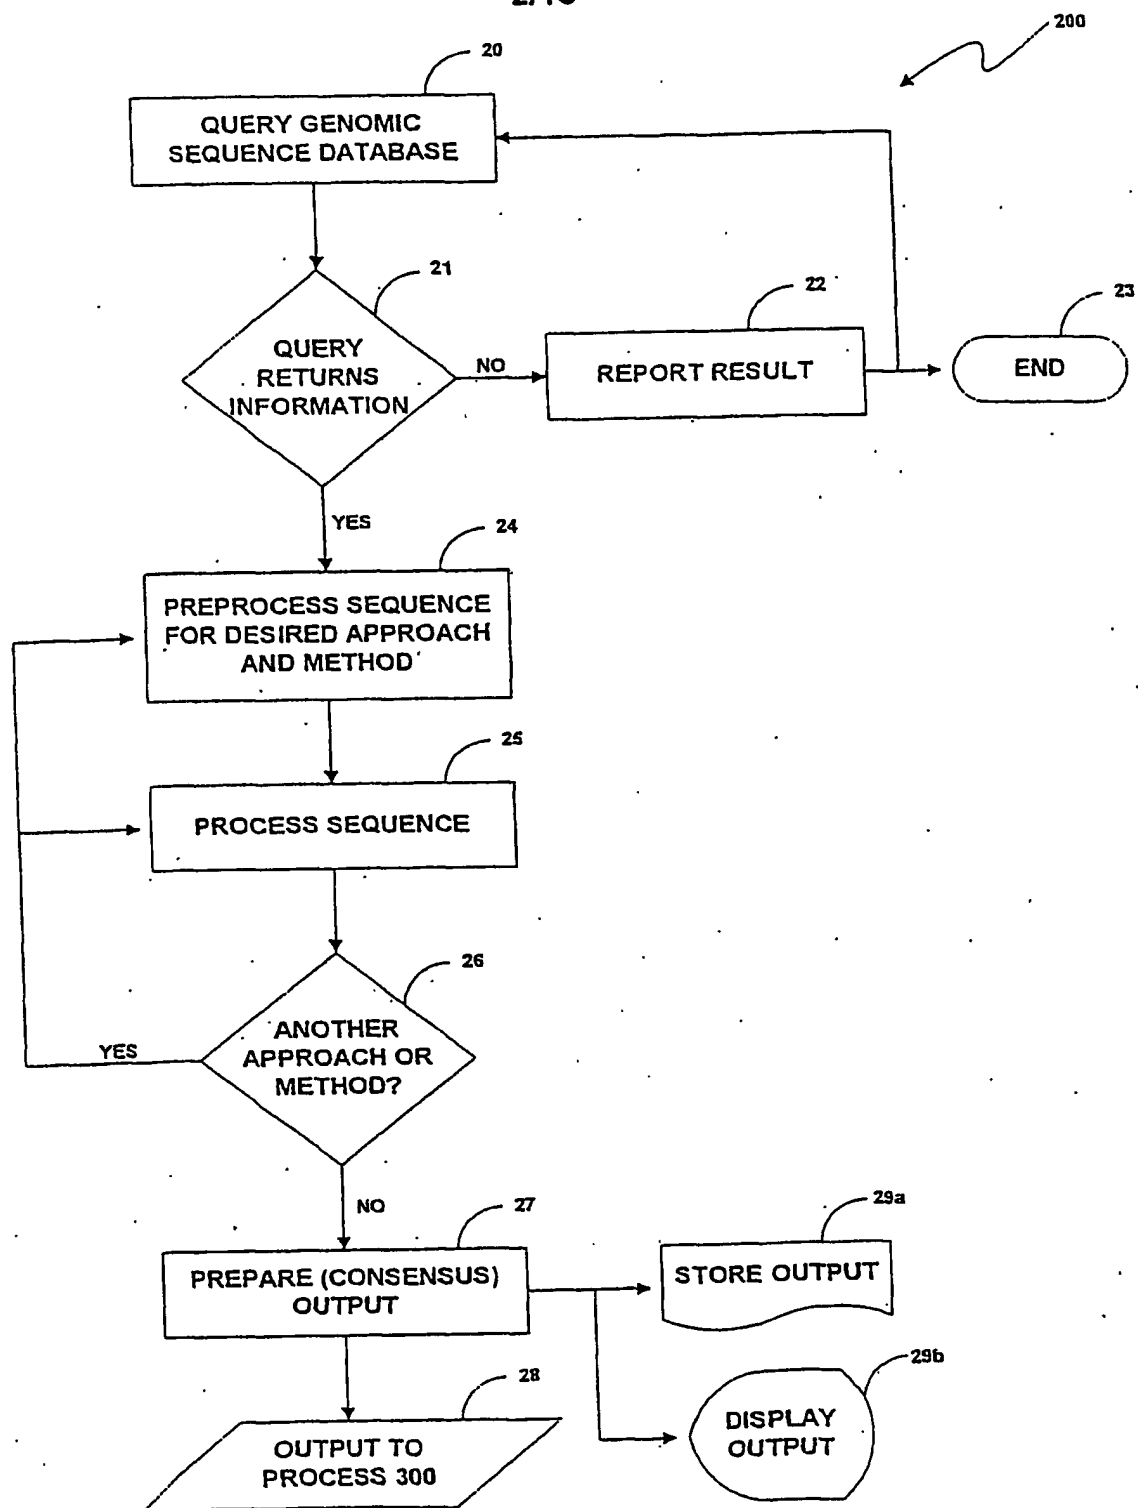 200
20
QUERY GENOMIC
SEQUENCE DATABASE
21
QUERY
RETURNS
INFORMATION
NO
22
REPORT RESULT
23
END
YES
24
PREPROCESS SEQUENCE
FOR DESIRED APPROACH
AND METHOD
25
PROCESS SEQUENCE
26
ANOTHER
APPROACH OR
METHOD?
YES
NO
27
PREPARE (CONSENSUS)
OUTPUT
29a
STORE OUTPUT
28
OUTPUT TO
PROCESS 300
29b
DISPLAY
OUTPUT